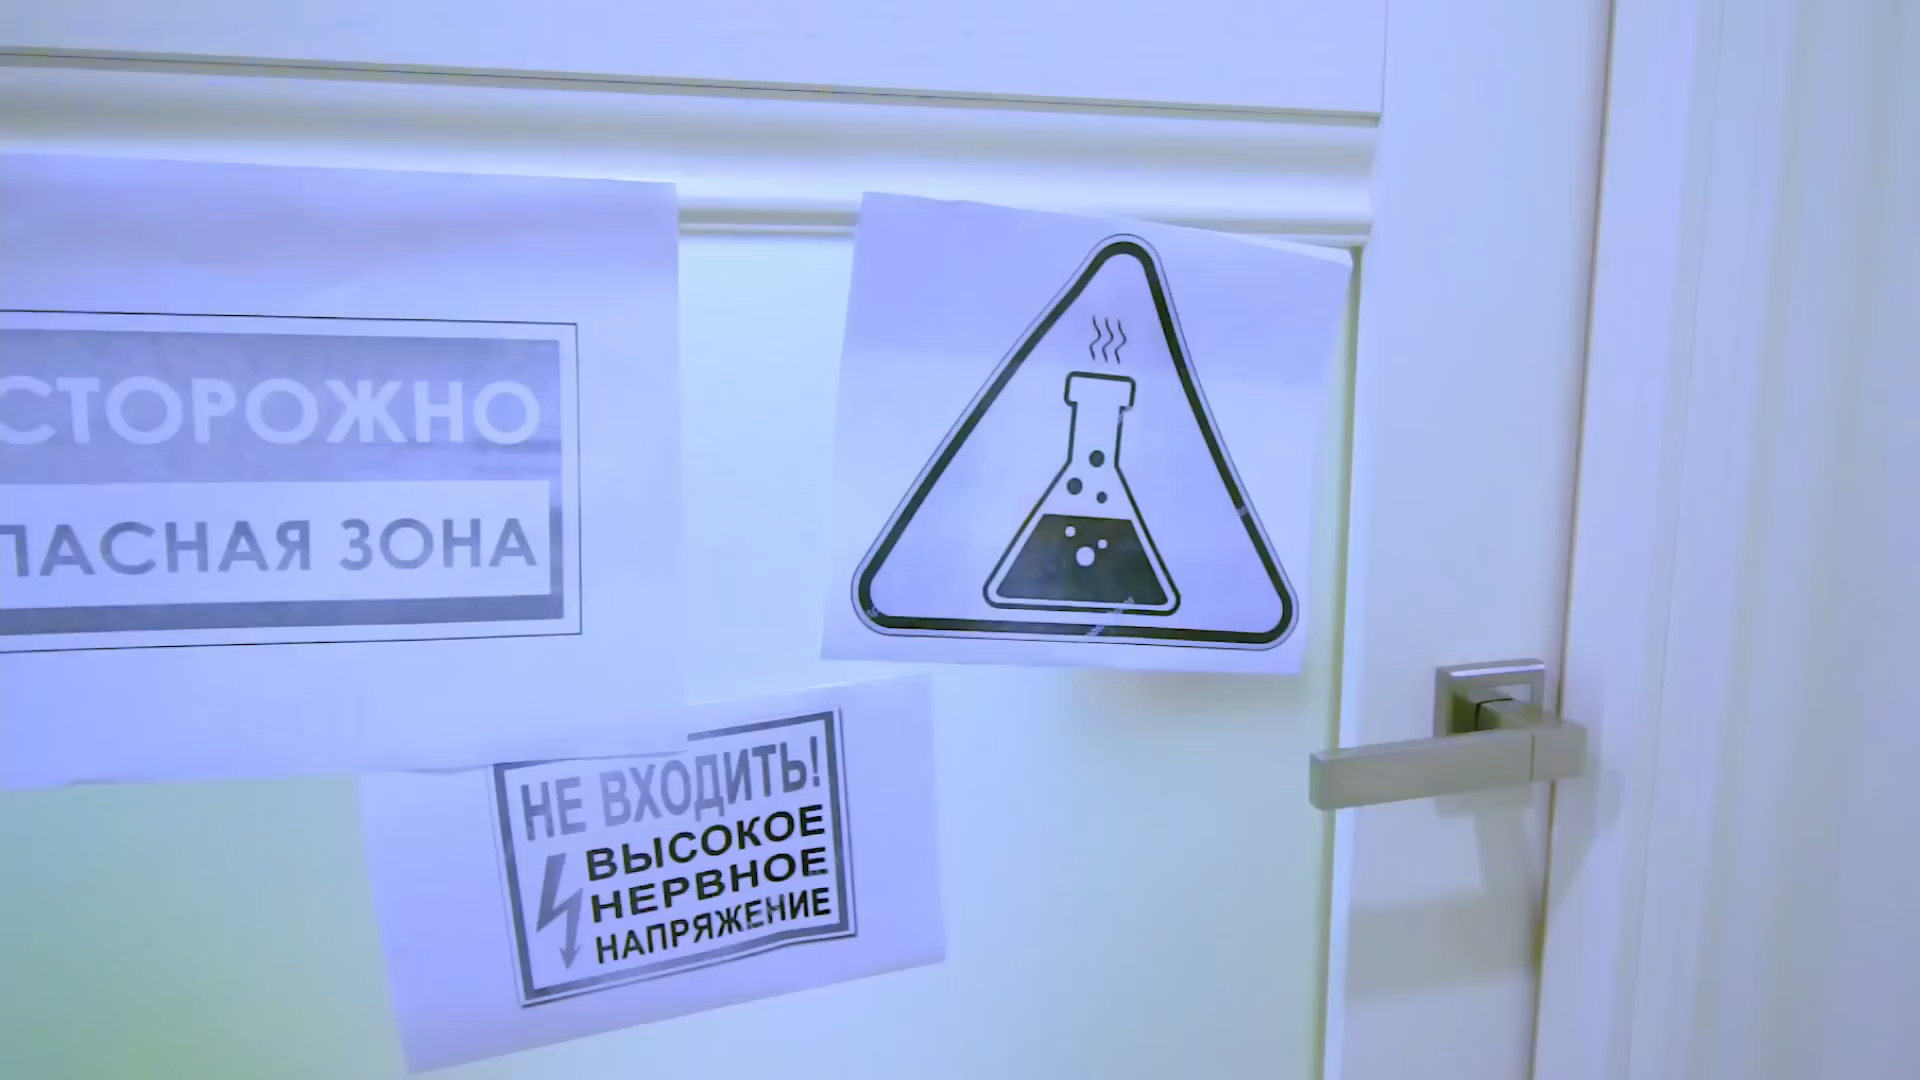 СТОРОЖНО
ПАСНАЯ ЗОНА
НЕ ВХОДИТЬ!
ВЫСОКОЕ
НЕРВНОЕ
НАПРЯЖЕНИЕ